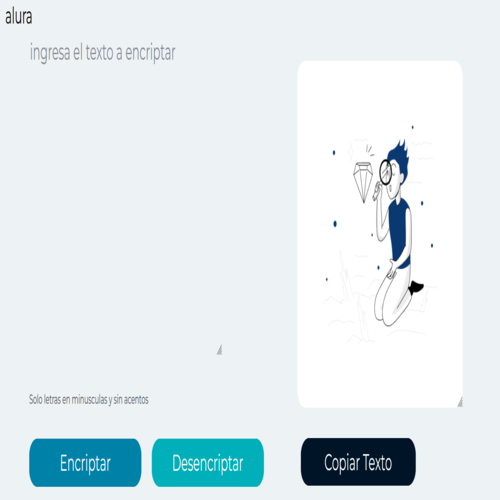 alura
ingresa el texto a encriptar
Solo letras en minusculas y sin acentos
Encriptar
Desencriptar
Copiar Texto